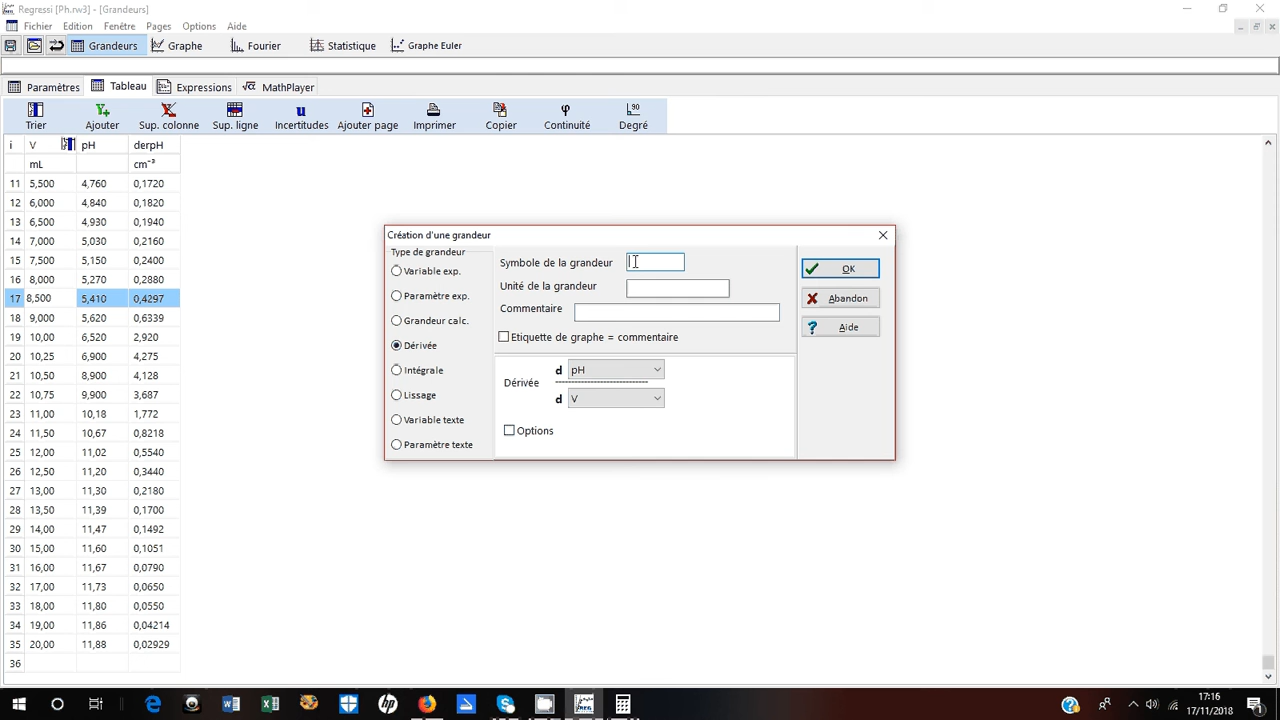 Regressi [Ph.rw3] - [Grandeurs]
Fichier Edition Fenêtre Pages Options Aide
Grandeurs Graphe Fourier Statistique Graphe Euler
Paramètres Tableau Expressions MathPlayer
Trier Ajouter Sup. colonne Sup. ligne Incertitudes Ajouter page Imprimer Copier Continuité Degré
i V pH derpH
mL cm⁻³
11 5,500 4,760 0,1720
12 6,000 4,840 0,1820
13 6,500 4,930 0,1940
14 7,000 5,030 0,2160
15 7,500 5,150 0,2400
16 8,000 5,270 0,2880
17 8,500 5,410 0,4297
18 9,000 5,620 0,6339
19 10,00 6,520 2,920
20 10,25 6,900 4,275
21 10,50 8,900 4,128
22 10,75 9,900 3,687
23 11,00 10,18 1,772
24 11,50 10,67 0,8218
25 12,00 11,02 0,5540
26 12,50 11,20 0,3440
27 13,00 11,30 0,2180
28 13,50 11,39 0,1700
29 14,00 11,47 0,1492
30 15,00 11,60 0,1051
31 16,00 11,67 0,0790
32 17,00 11,73 0,0650
33 18,00 11,80 0,0550
34 19,00 11,86 0,04214
35 20,00 11,88 0,02929
36
Création d'une grandeur
Type de grandeur
Variable exp.
Paramètre exp.
Grandeur calc.
Dérivée
Intégrale
Lissage
Variable texte
Paramètre texte
Symbole de la grandeur
Unité de la grandeur
Commentaire
Etiquette de graphe = commentaire
d pH
Dérivée
d V
Options
OK
Abandon
Aide
17:16
17/11/2018